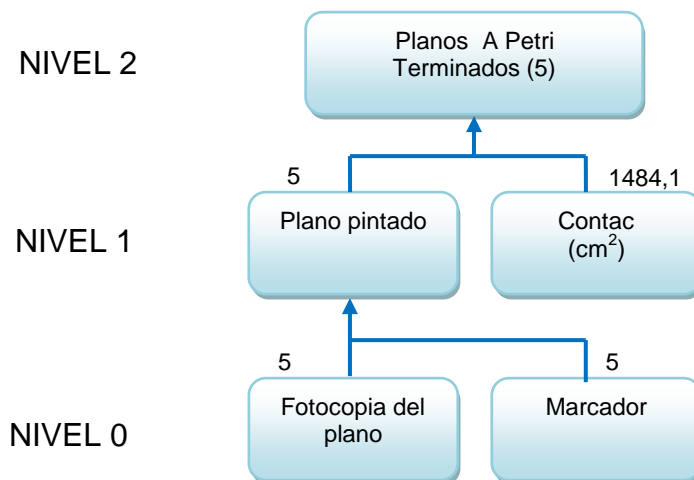 NIVEL 2
Planos A Petri
Terminados (5)
5
1484,1
NIVEL 1
Plano pintado
Contac
(cm²)
5
5
NIVEL 0
Fotocopia del
plano
Marcador